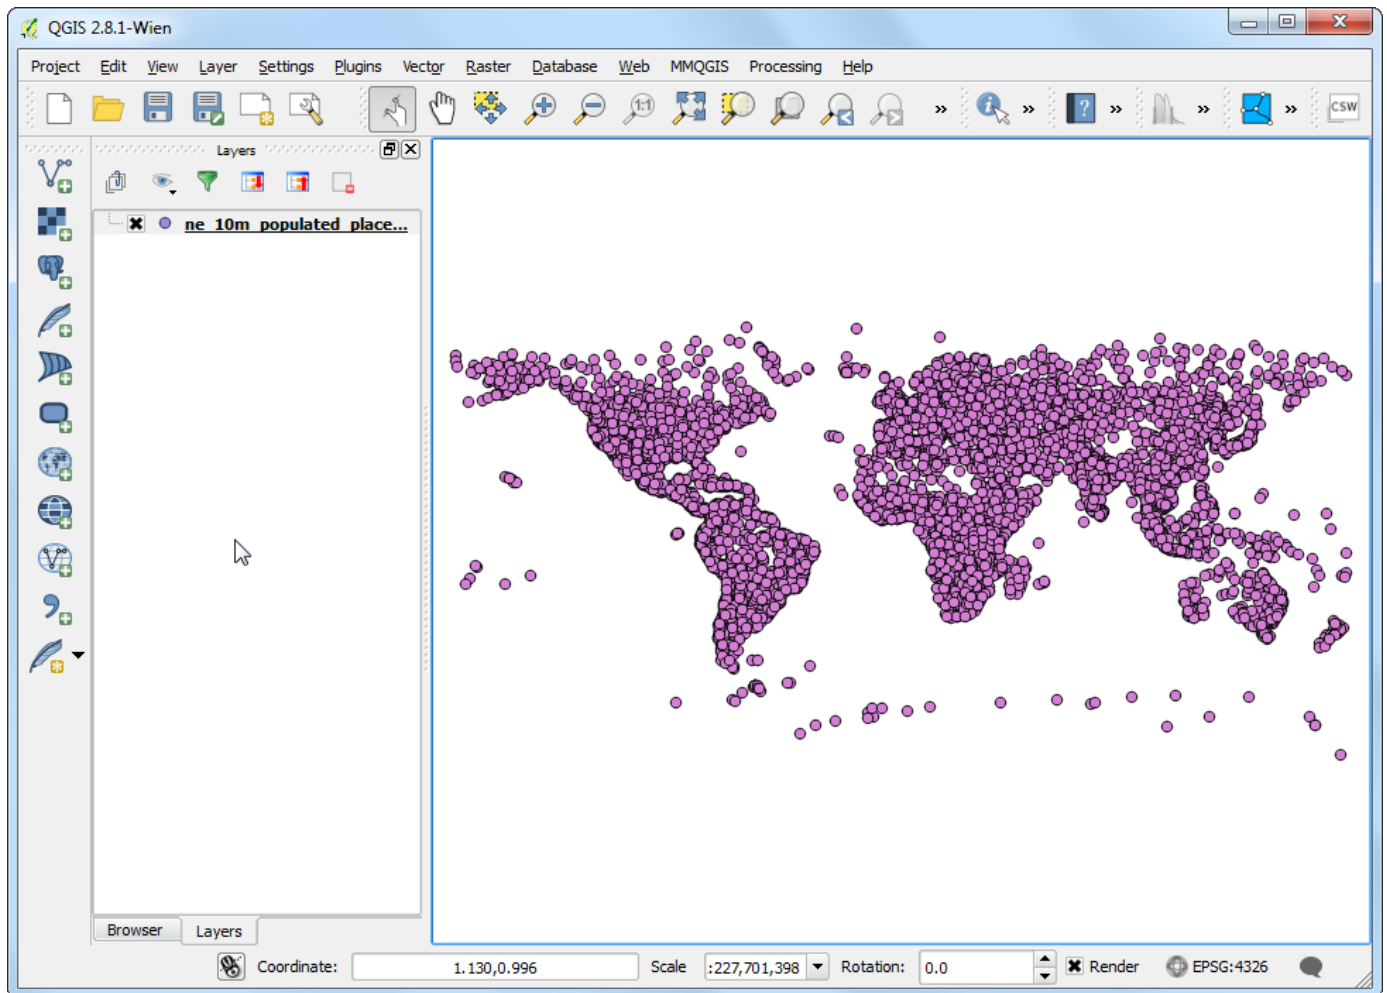 QGIS 2.8.1-Wien
Project Edit View Layer Settings Plugins Vector Raster Database Web MMQGIS Processing Help
1:1 » » ? » » » CSW
Layers
ne_10m_populated_place...
Browser Layers
Coordinate: 1.130,0.996 Scale :227,701,398 Rotation: 0.0 Render EPSG:4326